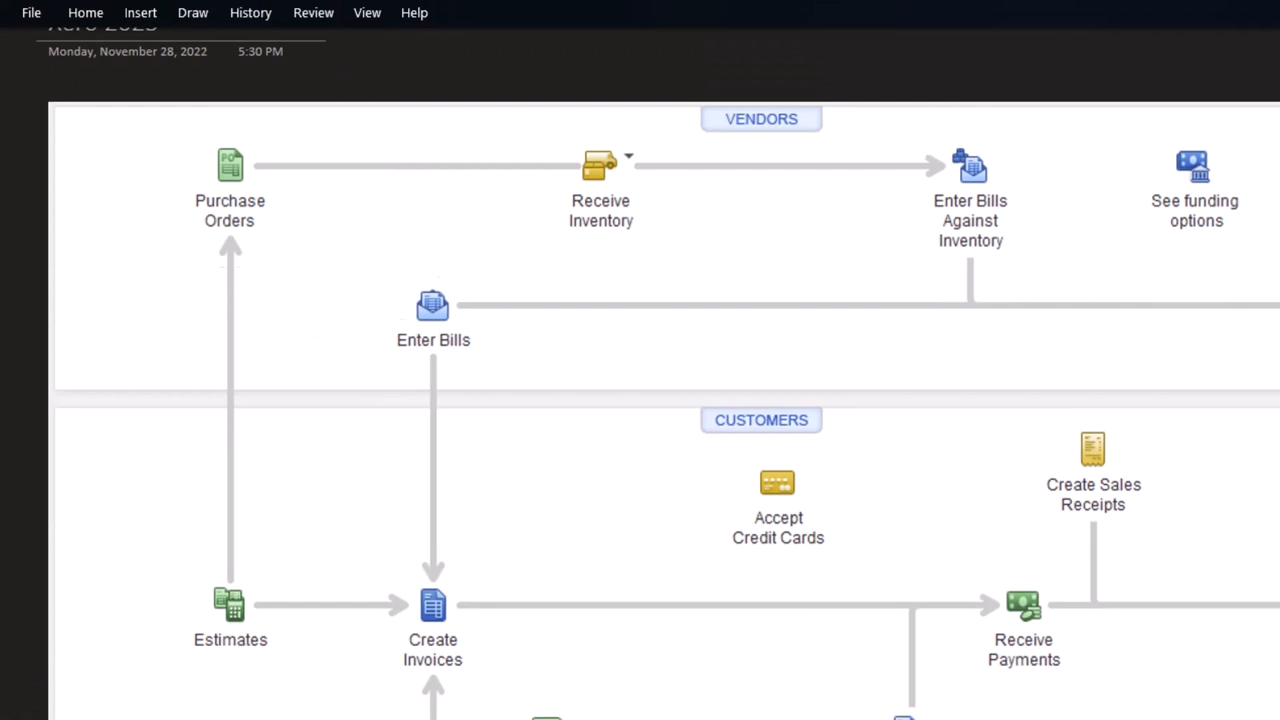 File Home Insert Draw History Review View Help
Xero 2023
Monday, November 28, 2022 5:30 PM
VENDORS
Purchase
Orders
Receive
Inventory
Enter Bills
Against
Inventory
See funding
options
Enter Bills
CUSTOMERS
Accept
Credit Cards
Create Sales
Receipts
Estimates
Create
Invoices
Receive
Payments